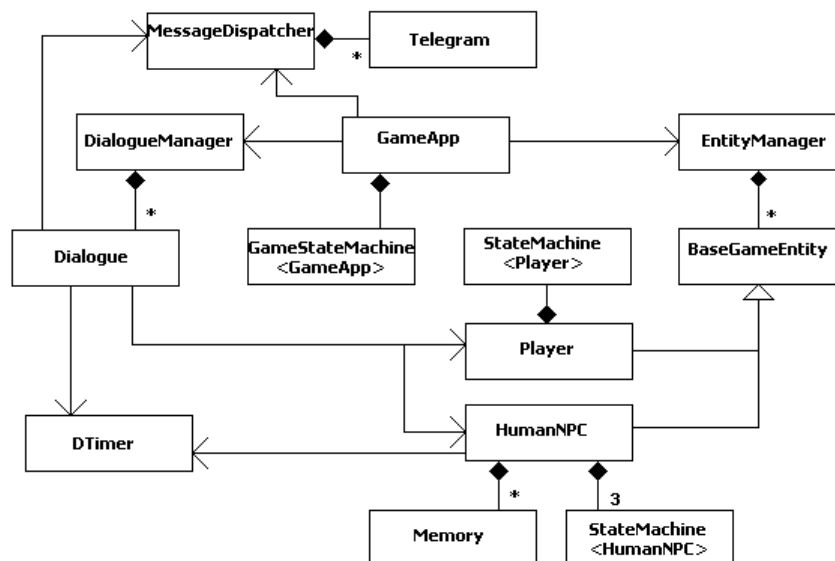 MessageDispatcher
Telegram
*
DialogueManager
GameApp
EntityManager
*
*
Dialogue
GameStateMachine
<GameApp>
StateMachine
<Player>
BaseGameEntity
Player
DTimer
HumanNPC
*
3
Memory
StateMachine
<HumanNPC>